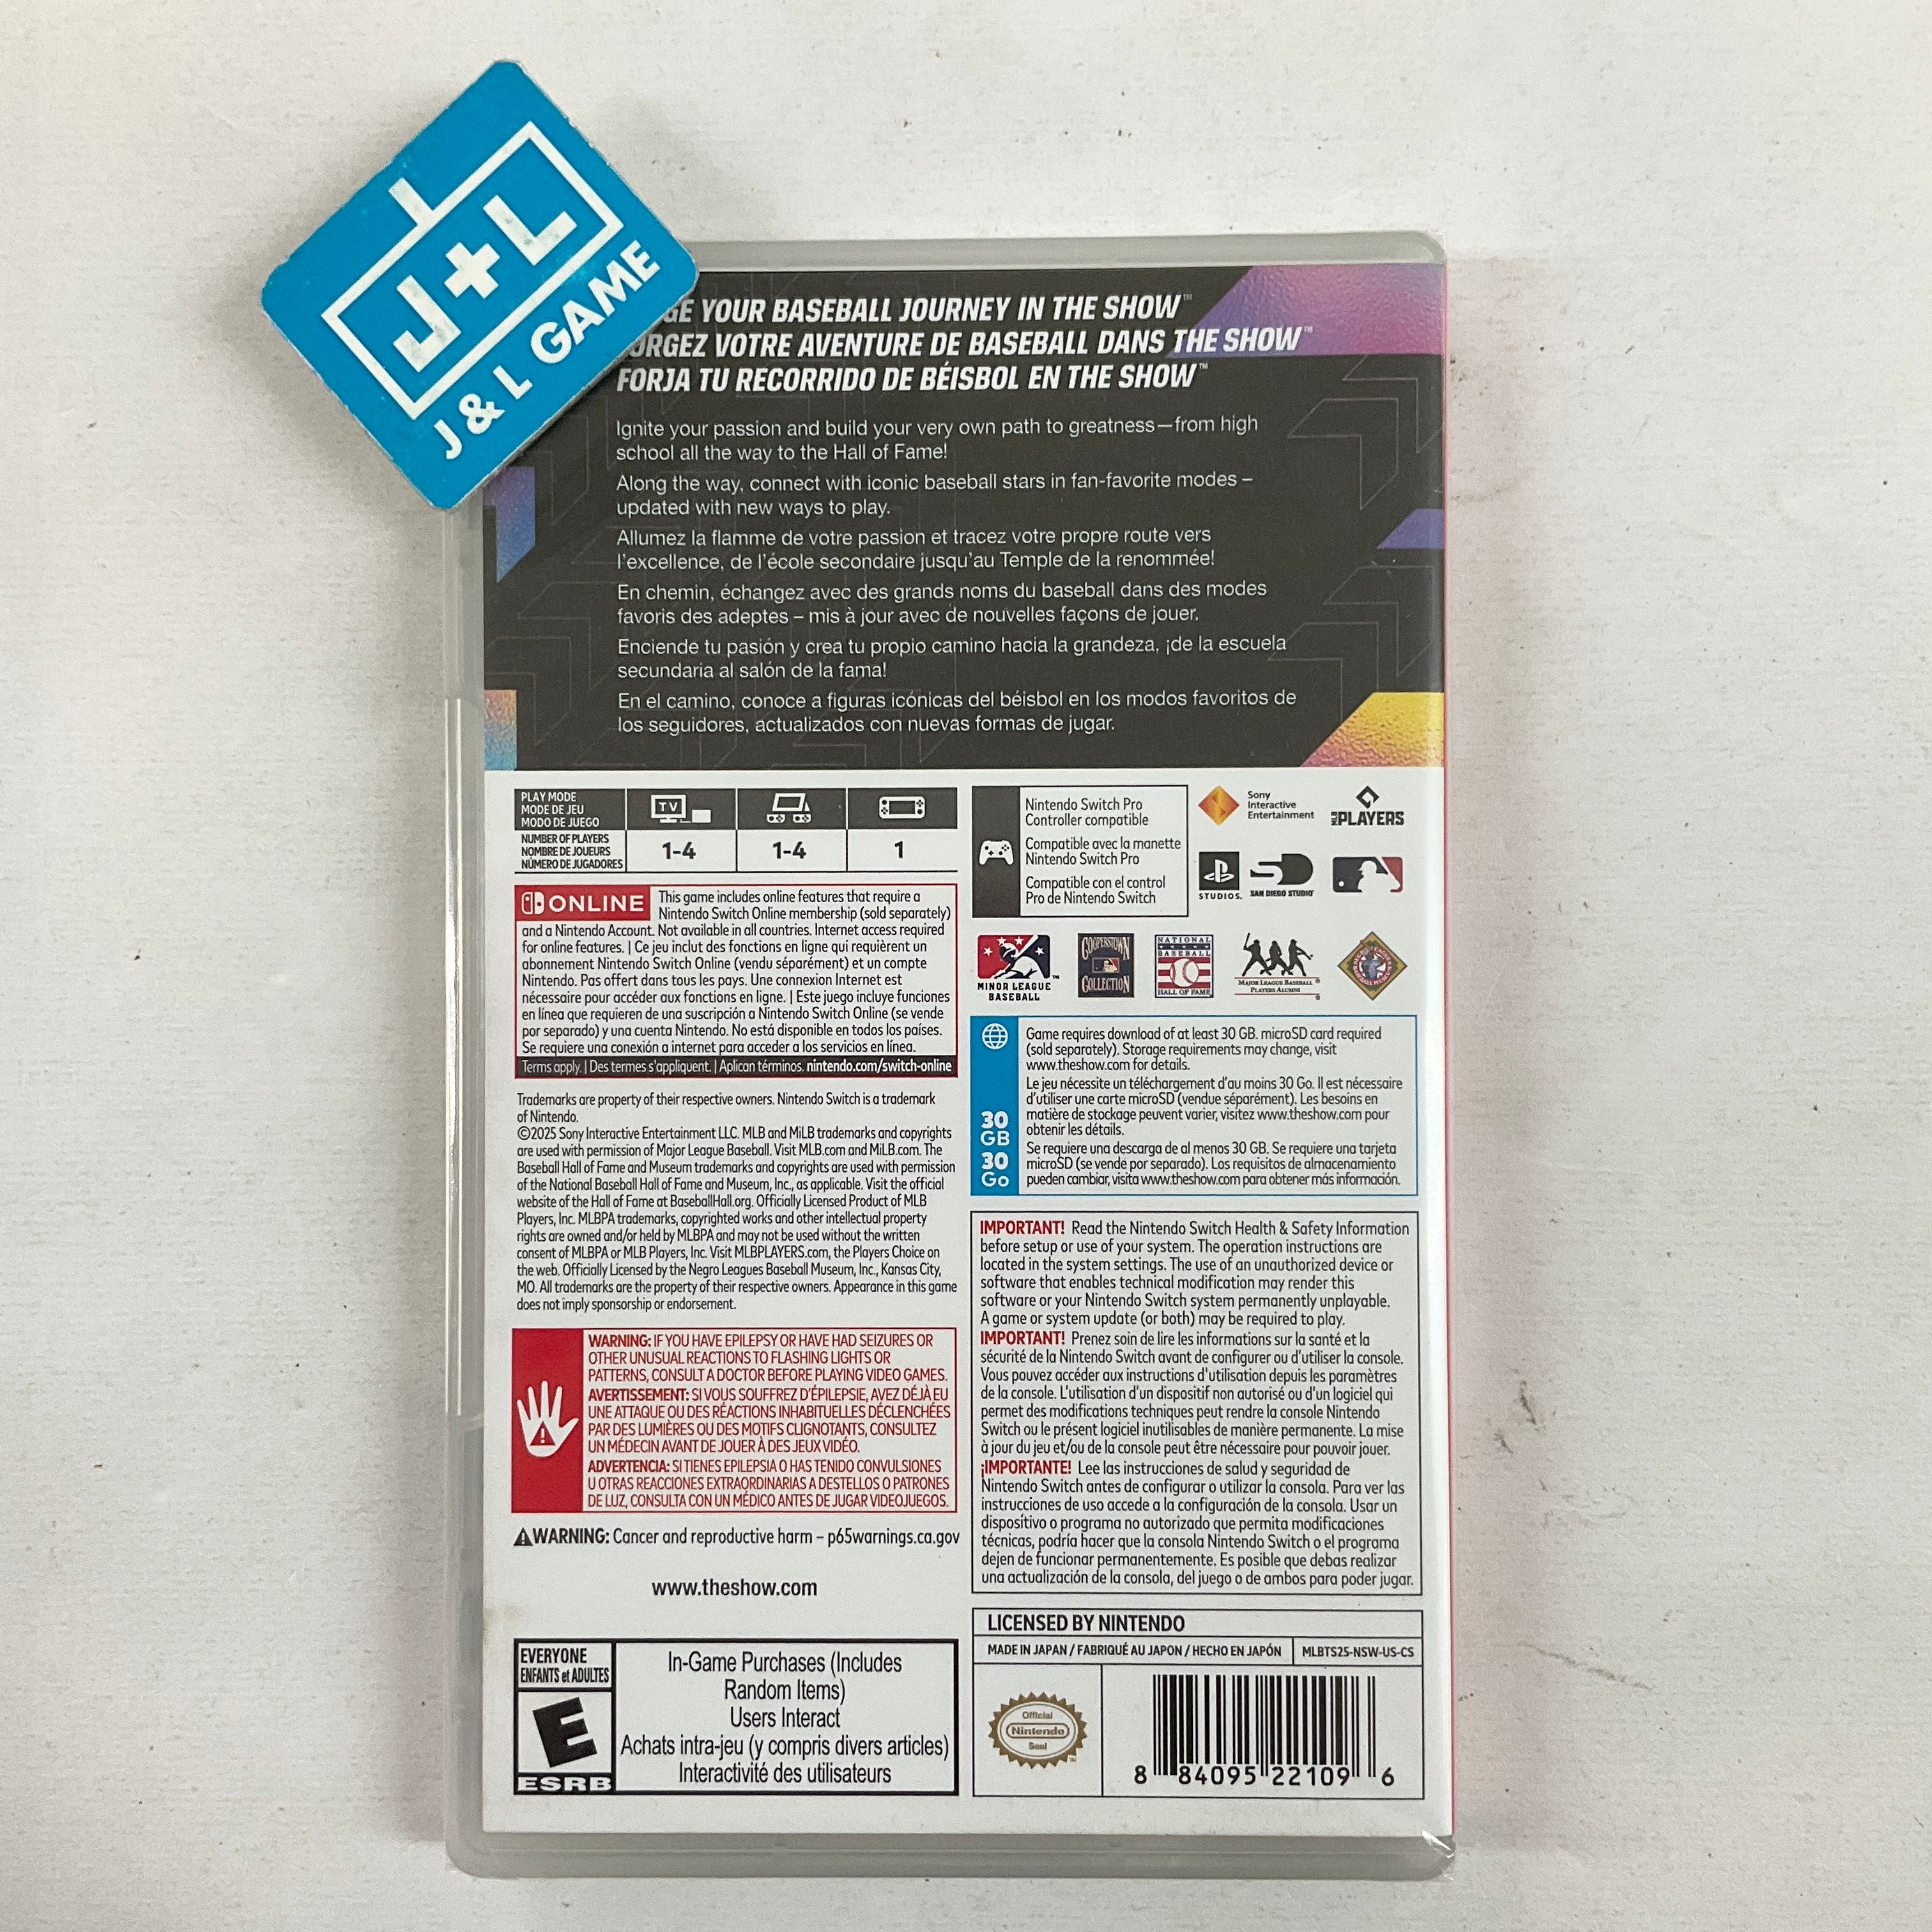 J+L
J & L GAME
YOUR BASEBALL JOURNEY IN THE SHOW™
VOTRE AVENTURE DE BASEBALL DANS THE SHOW™
FORJA TU RECORRIDO DE BÉISBOL EN THE SHOW™
Ignite your passion and build your very own path to greatness—from high
school all the way to the Hall of Fame!
Along the way, connect with iconic baseball stars in fan-favorite modes –
updated with new ways to play.
Allumez la flamme de votre passion et tracez votre propre route vers
l'excellence, de l'école secondaire jusqu'au Temple de la renommée!
En chemin, échangez avec des grands noms du baseball dans des modes
favoris des adeptes – mis à jour avec de nouvelles façons de jouer.
Enciende tu pasión y crea tu propio camino hacia la grandeza, ¡de la escuela
secundaria al salón de la fama!
En el camino, conoce a figuras icónicas del béisbol en los modos favoritos de
los seguidores, actualizados con nuevas formas de jugar.
PLAY MODE
MODE DE JEU
MODO DE JUEGO
TV
NUMBER OF PLAYERS
NOMBRE DE JOUEURS
NÚMERO DE JUGADORES
1-4
1-4
1
ONLINE
This game includes online features that require a
Nintendo Switch Online membership (sold separately)
and a Nintendo Account. Not available in all countries. Internet access required
for online features. | Ce jeu inclut des fonctions en ligne qui requièrent un
abonnement Nintendo Switch Online (vendu séparément) et un compte
Nintendo. Pas offert dans tous les pays. Une connexion Internet est
nécessaire pour accéder aux fonctions en ligne. | Este juego incluye funciones
en línea que requieren de una suscripción a Nintendo Switch Online (se vende
por separado) y una cuenta Nintendo. No está disponible en todos los países.
Se requiere una conexión a internet para acceder a los servicios en línea.
Terms apply. | Des termes s'appliquent. | Aplican términos. nintendo.com/switch-online
Trademarks are property of their respective owners. Nintendo Switch is a trademark
of Nintendo.
©2025 Sony Interactive Entertainment LLC. MLB and MiLB trademarks and copyrights
are used with permission of Major League Baseball. Visit MLB.com and MiLB.com. The
Baseball Hall of Fame and Museum trademarks and copyrights are used with permission
of the National Baseball Hall of Fame and Museum, Inc., as applicable. Visit the official
website of the Hall of Fame at BaseballHall.org. Officially Licensed Product of MLB
Players, Inc. MLBPA trademarks, copyrighted works and other intellectual property
rights are owned and/or held by MLBPA and may not be used without the written
consent of MLBPA or MLB Players, Inc. Visit MLBPLAYERS.com, the Players Choice on
the web. Officially Licensed by the Negro Leagues Baseball Museum, Inc., Kansas City,
MO. All trademarks are the property of their respective owners. Appearance in this game
does not imply sponsorship or endorsement.
WARNING: IF YOU HAVE EPILEPSY OR HAVE HAD SEIZURES OR
OTHER UNUSUAL REACTIONS TO FLASHING LIGHTS OR
PATTERNS, CONSULT A DOCTOR BEFORE PLAYING VIDEO GAMES.
AVERTISSEMENT: SI VOUS SOUFFREZ D'ÉPILEPSIE, AVEZ DÉJÀ EU
UNE ATTAQUE OU DES RÉACTIONS INHABITUELLES DÉCLENCHÉES
PAR DES LUMIÈRES OU DES MOTIFS CLIGNOTANTS, CONSULTEZ
UN MÉDECIN AVANT DE JOUER À DES JEUX VIDÉO.
ADVERTENCIA: SI TIENES EPILEPSIA O HAS TENIDO CONVULSIONES
U OTRAS REACCIONES EXTRAORDINARIAS A DESTELLOS O PATRONES
DE LUZ, CONSULTA CON UN MÉDICO ANTES DE JUGAR VIDEOJUEGOS.
WARNING: Cancer and reproductive harm – p65warnings.ca.gov
www.theshow.com
EVERYONE
ENFANTS et ADULTES
E
ESRB
In-Game Purchases (Includes
Random Items)
Users Interact
Achats intra-jeu (y compris divers articles)
Interactivité des utilisateurs
Nintendo Switch Pro
Controller compatible
Compatible avec la manette
Nintendo Switch Pro
Compatible con el control
Pro de Nintendo Switch
Sony
Interactive
Entertainment
MLB PLAYERS
STUDIOS.
SAN DIEGO STUDIO
MINOR LEAGUE™
BASEBALL
COOPERSTOWN
COLLECTION
NATIONAL
BASEBALL
HALL OF FAME
MAJOR LEAGUE BASEBALL®
PLAYERS ALUMNI®
Game requires download of at least 30 GB. microSD card required
(sold separately). Storage requirements may change, visit
www.theshow.com for details.
Le jeu nécessite un téléchargement d'au moins 30 Go. Il est nécessaire
d'utiliser une carte microSD (vendue séparément). Les besoins en
matière de stockage peuvent varier, visitez www.theshow.com pour
obtenir les détails.
Se requiere una descarga de al menos 30 GB. Se requiere una tarjeta
microSD (se vende por separado). Los requisitos de almacenamiento
pueden cambiar, visita www.theshow.com para obtener más información.
30
GB
30
Go
IMPORTANT! Read the Nintendo Switch Health & Safety Information
before setup or use of your system. The operation instructions are
located in the system settings. The use of an unauthorized device or
software that enables technical modification may render this
software or your Nintendo Switch system permanently unplayable.
A game or system update (or both) may be required to play.
IMPORTANT! Prenez soin de lire les informations sur la santé et la
sécurité de la Nintendo Switch avant de configurer ou d'utiliser la console.
Vous pouvez accéder aux instructions d'utilisation depuis les paramètres
de la console. L'utilisation d'un dispositif non autorisé ou d'un logiciel qui
permet des modifications techniques peut rendre la console Nintendo
Switch ou le présent logiciel inutilisables de manière permanente. La mise
à jour du jeu et/ou de la console peut être nécessaire pour pouvoir jouer.
¡IMPORTANTE! Lee las instrucciones de salud y seguridad de
Nintendo Switch antes de configurar o utilizar la consola. Para ver las
instrucciones de uso accede a la configuración de la consola. Usar un
dispositivo o programa no autorizado que permita modificaciones
técnicas, podría hacer que la consola Nintendo Switch o el programa
dejen de funcionar permanentemente. Es posible que debas realizar
una actualización de la consola, del juego o de ambos para poder jugar.
LICENSED BY NINTENDO
MADE IN JAPAN / FABRIQUÉ AU JAPON / HECHO EN JAPÓN
MLBTS25-NSW-US-CS
Official
Nintendo
Seal
8 84095 22109 6